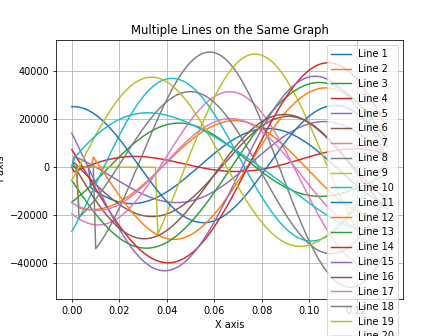 Multiple Lines on the Same Graph
40000
20000
0
−20000
−40000
axis
0.00
0.02
0.04
0.06
0.08
0.10
X axis
Line 1
Line 2
Line 3
Line 4
Line 5
Line 6
Line 7
Line 8
Line 9
Line 10
Line 11
Line 12
Line 13
Line 14
Line 15
Line 16
Line 17
Line 18
Line 19
Line 20